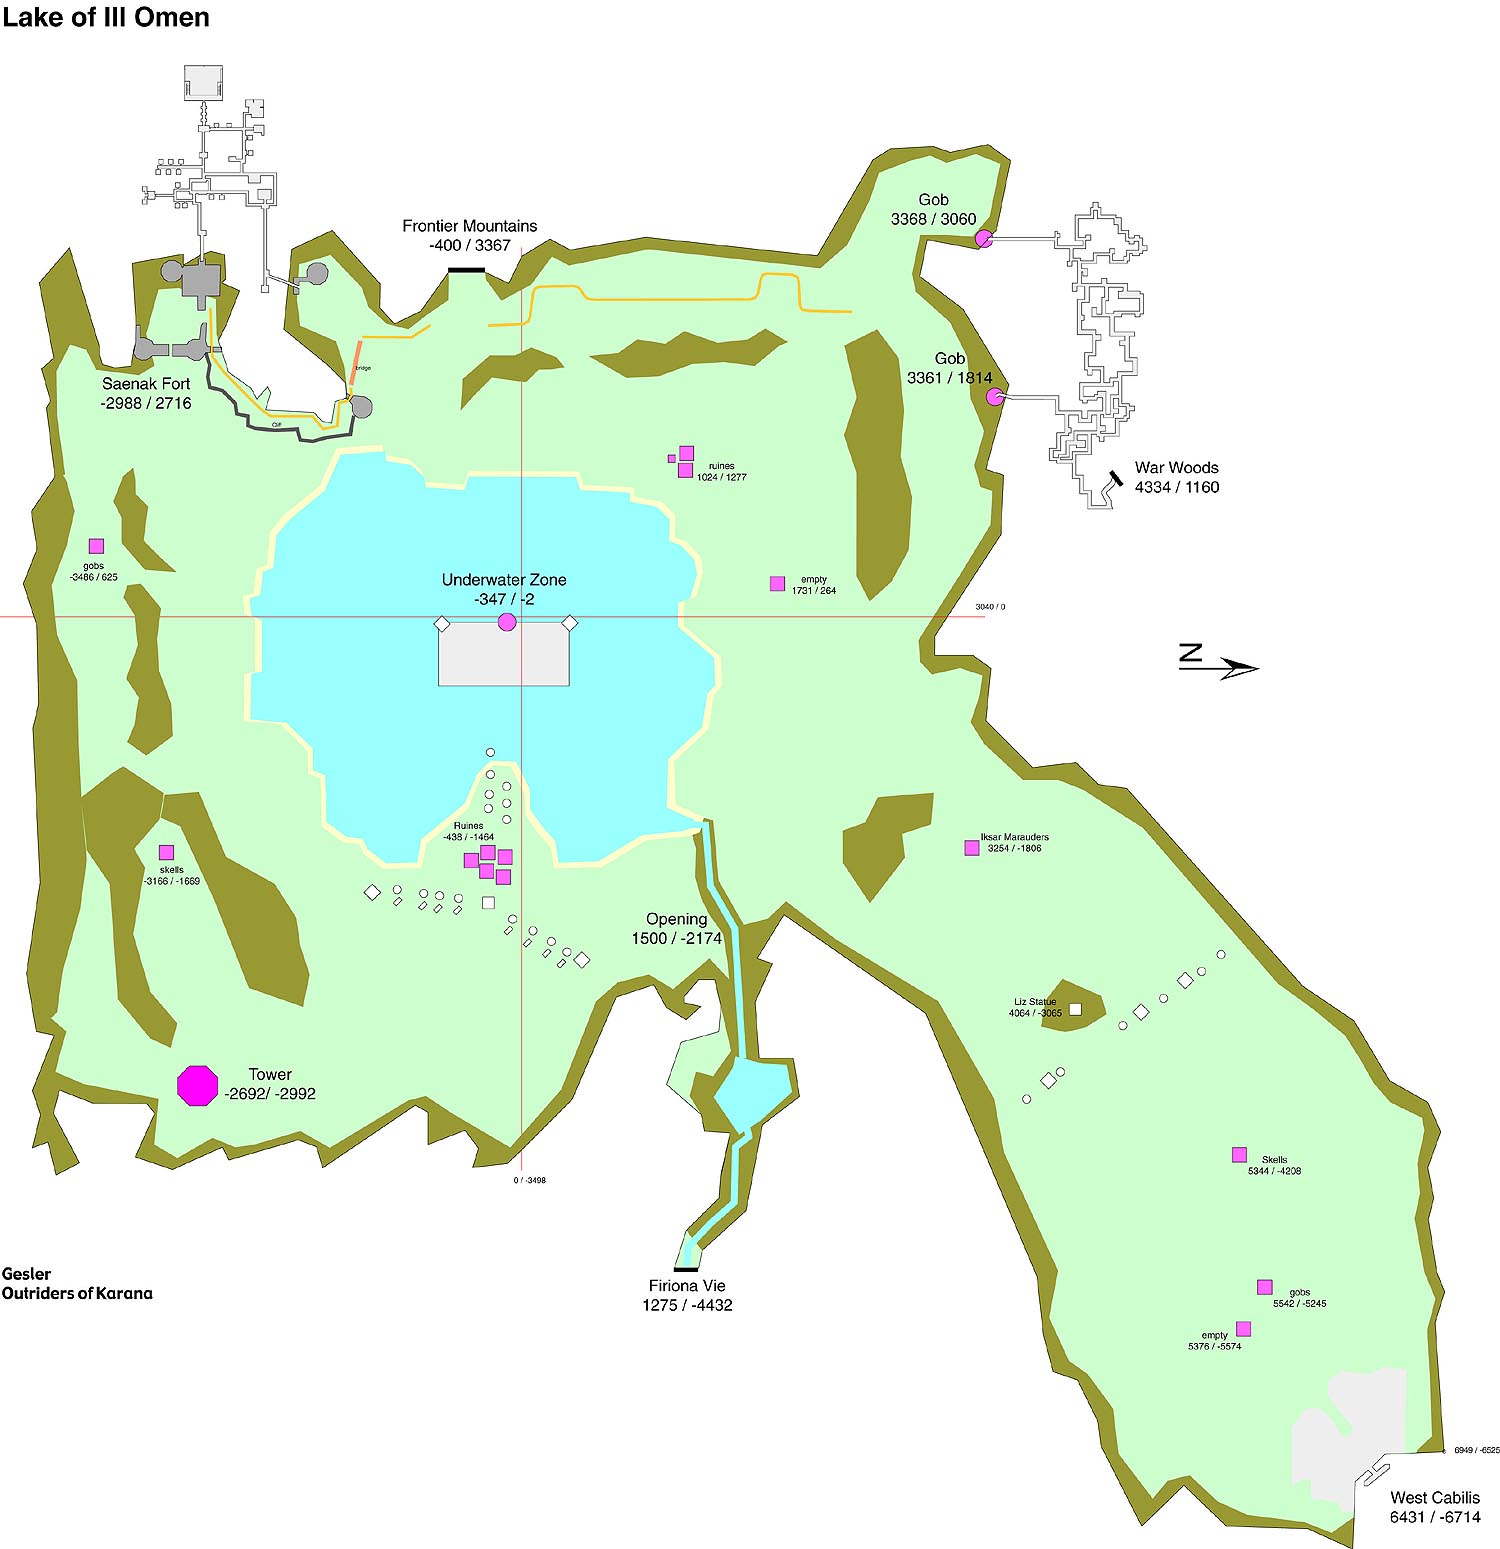 Lake of Ill Omen
Gob
3368 / 3060
Frontier Mountains
-400 / 3367
Gob
3361 / 1814
bridge
Saenak Fort
-2988 / 2716
Cliff
ruines
1024 / 1277
War Woods
4334 / 1160
gobs
-3486 / 625
Underwater Zone
-347 / -2
empty
1731 / 264
3040 / 0
N
Ruines
-438 / -1464
Iksar Marauders
3254 / -1806
skells
-3166 / -1669
Opening
1500 / -2174
Liz Statue
4064 / -3065
Tower
-2692/ -2992
Skells
5344 / -4208
0 / -3498
Gesler
Outriders of Karana
Firiona Vie
1275 / -4432
gobs
5542 / -5245
empty
5376 / -5574
6949 / -6525
West Cabilis
6431 / -6714